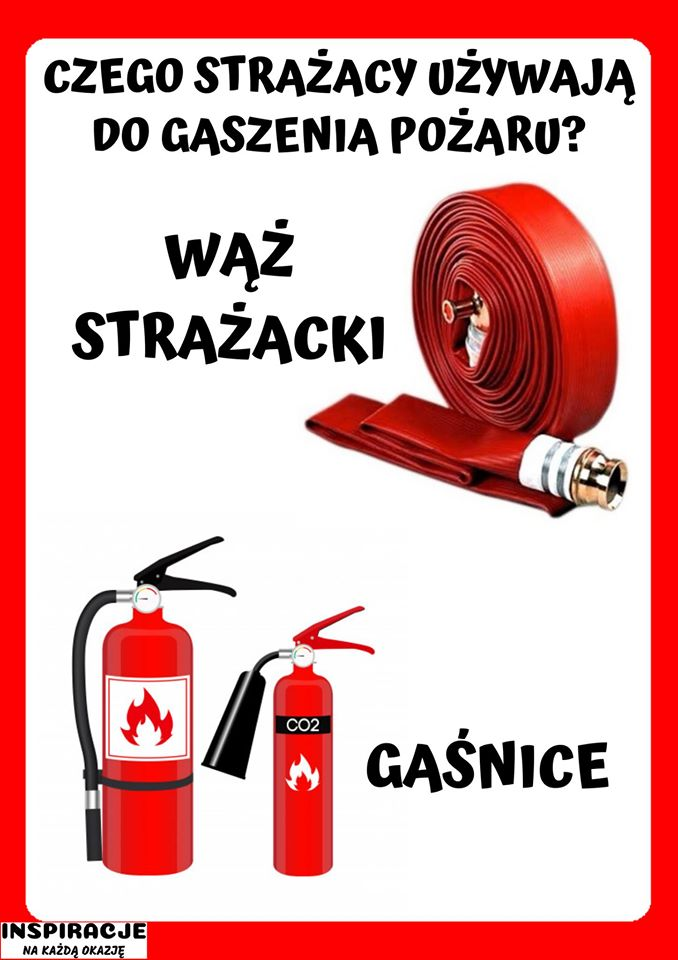 CZEGO STRAŻACY UŻYWAJĄ
DO GASZENIA POŻARU?
WĄŻ
STRAŻACKI
CO2
GAŚNICE
INSPIRACJE
NA KAŻDĄ OKAZJĘ